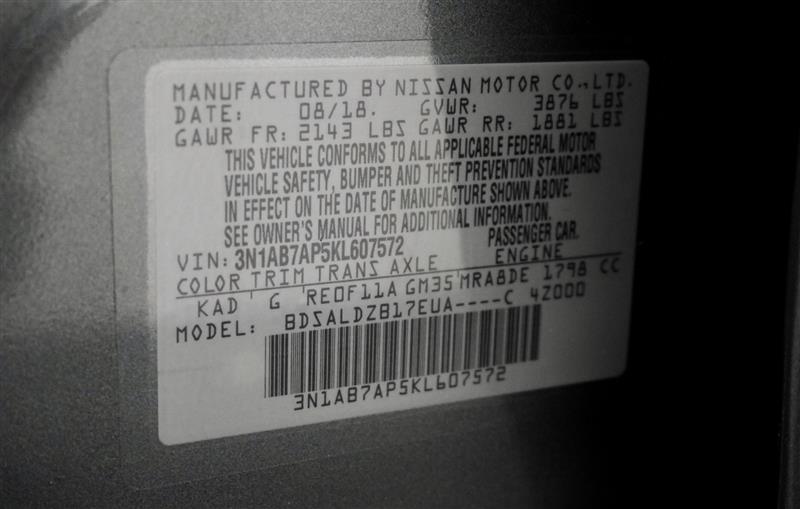 MANUFACTURED BY NISSAN MOTOR CO.,LTD.
DATE: 08/18. GVWR: 3876 LBS
GAWR FR: 2143 LBS GAWR RR: 1881 LBS
THIS VEHICLE CONFORMS TO ALL APPLICABLE FEDERAL MOTOR
VEHICLE SAFETY, BUMPER AND THEFT PREVENTION STANDARDS
IN EFFECT ON THE DATE OF MANUFACTURE SHOWN ABOVE.
SEE OWNER'S MANUAL FOR ADDITIONAL INFORMATION.
VIN: 3N1AB7AP5KL607572 PASSENGER CAR.
COLOR TRIM TRANS AXLE ENGINE
KAD G RE0F11A GM35 MRA8DE 1798 CC
MODEL: BDSALDZB17EUA----C 4Z000
3N1AB7AP5KL607572